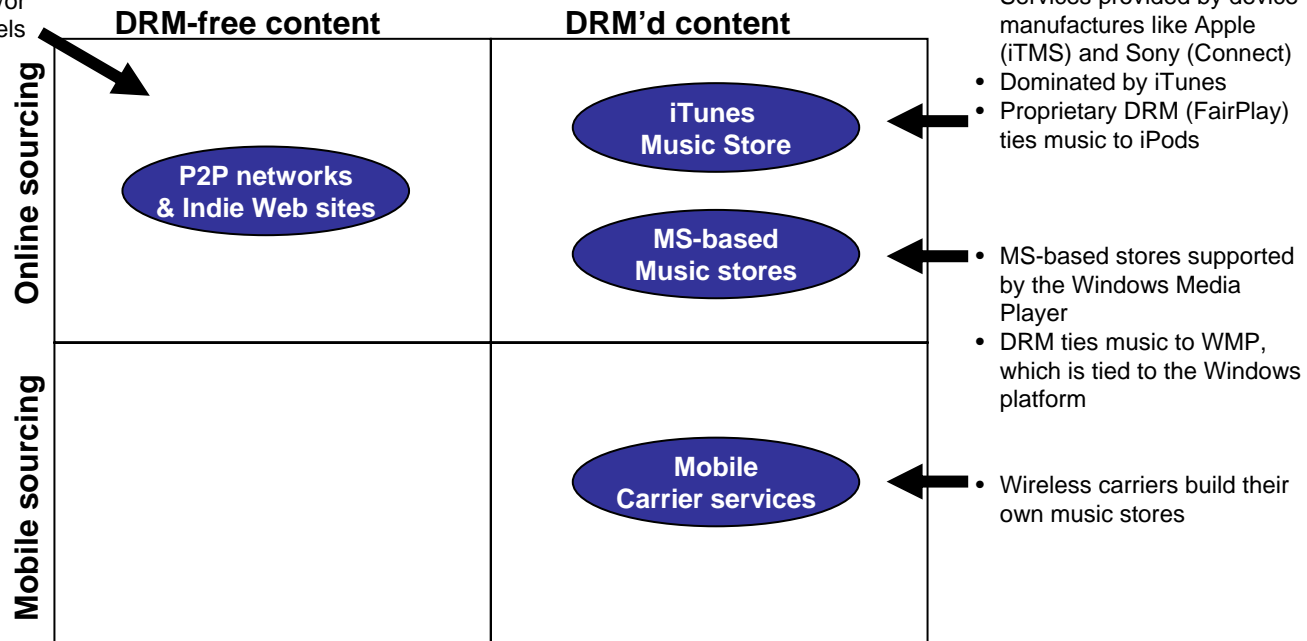 DRM-free content
DRM'd content
Online sourcing
Mobile sourcing
P2P networks
& Indie Web sites
iTunes
Music Store
MS-based
Music stores
Mobile
Carrier services
manufactures like Apple
(iTMS) and Sony (Connect)
• Dominated by iTunes
• Proprietary DRM (FairPlay)
ties music to iPods
• MS-based stores supported
by the Windows Media
Player
• DRM ties music to WMP,
which is tied to the Windows
platform
• Wireless carriers build their
own music stores